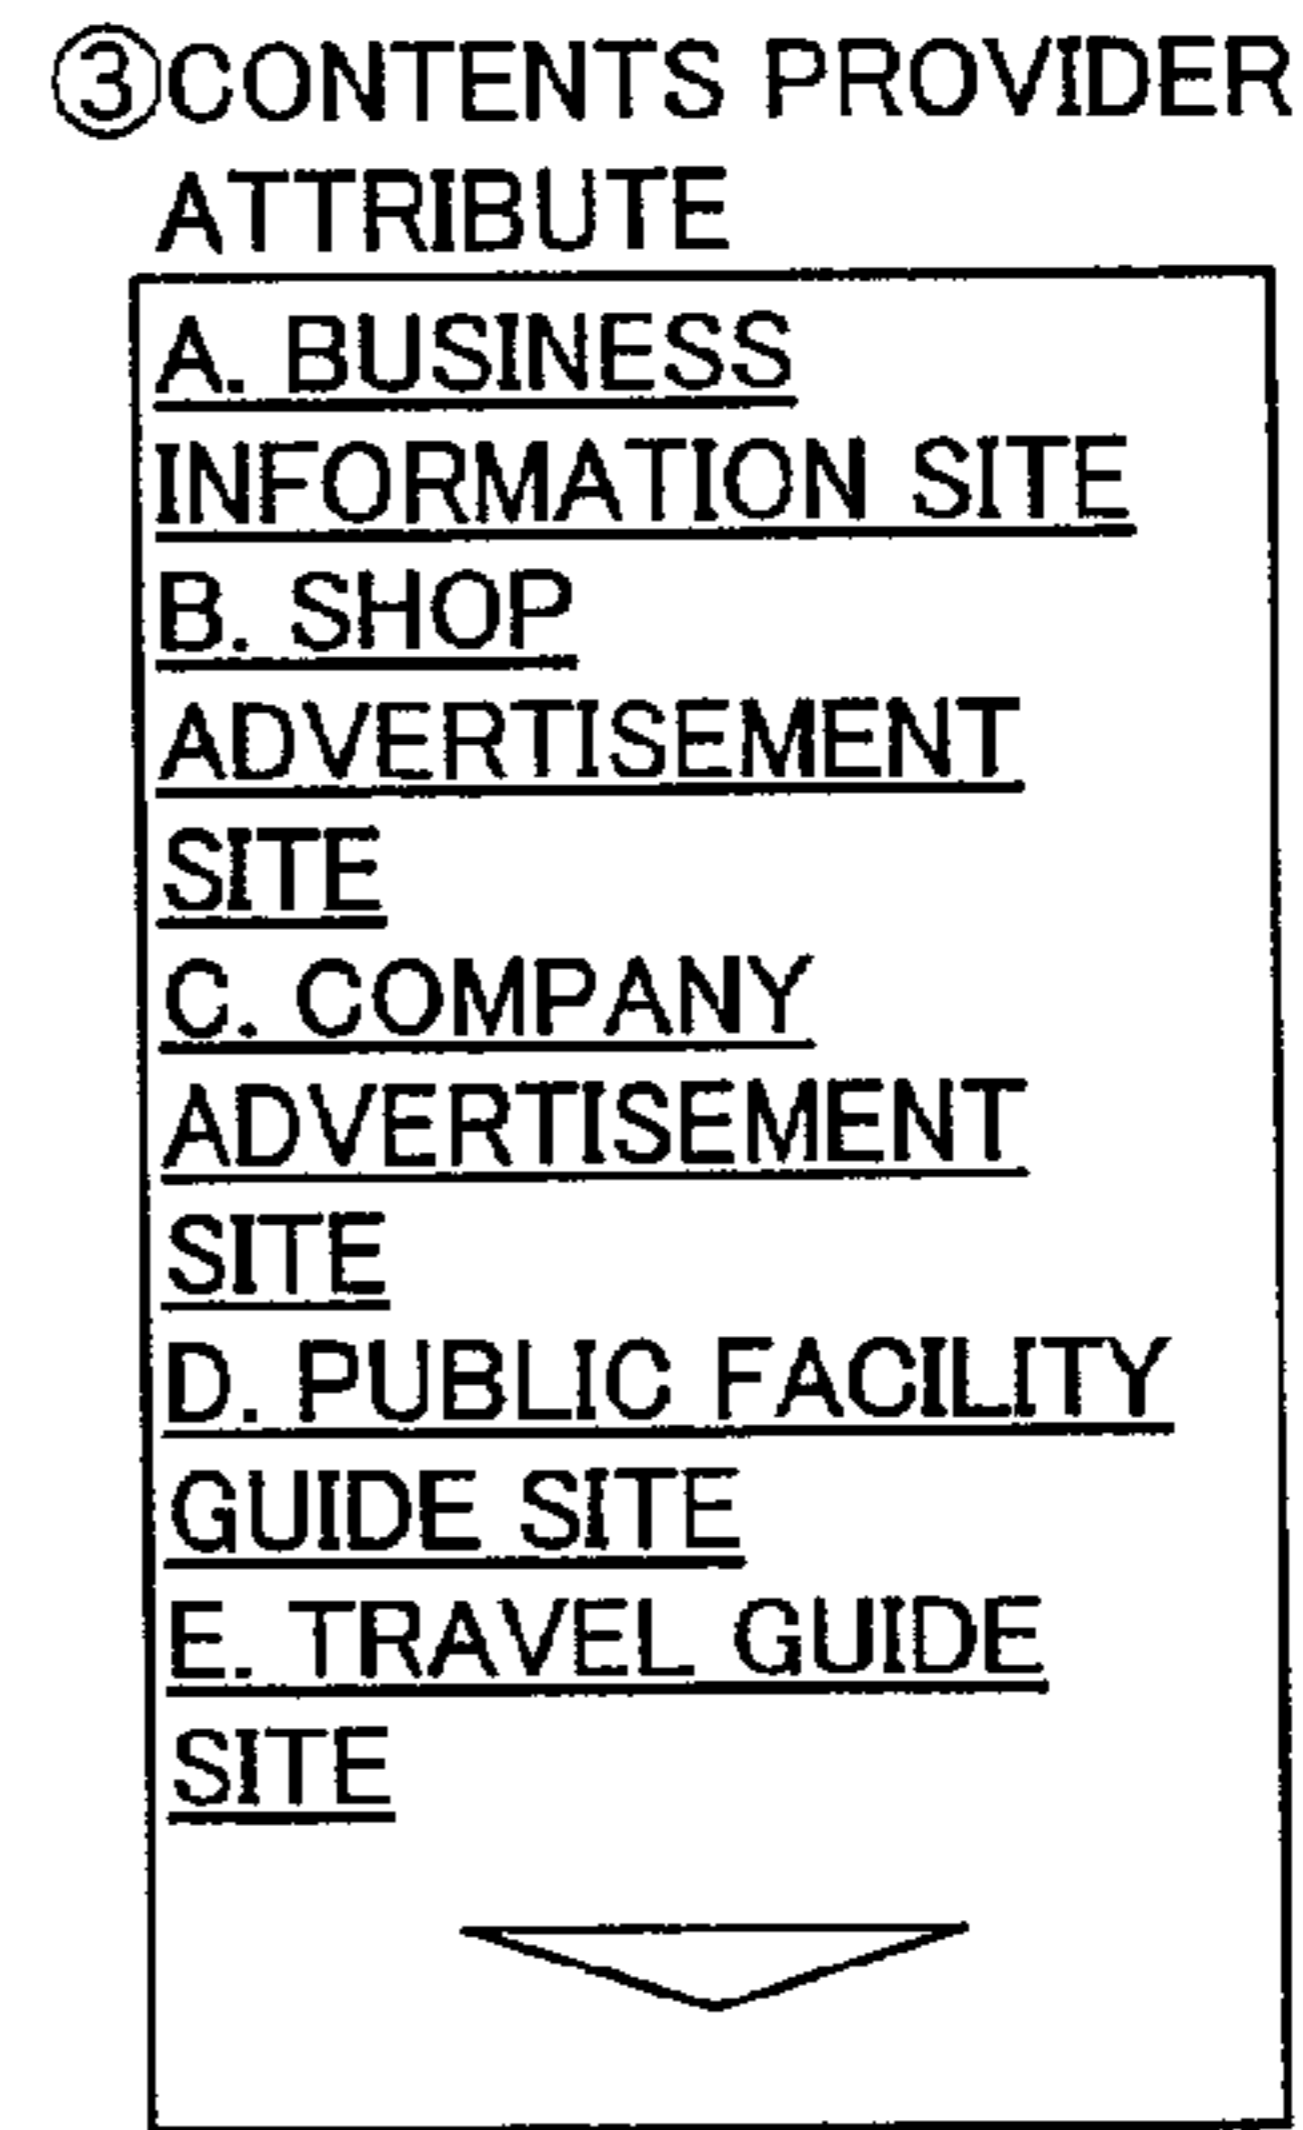 ③CONTENTS PROVIDER
ATTRIBUTE
A. BUSINESS
INFORMATION SITE
B. SHOP
ADVERTISEMENT
SITE
C. COMPANY
ADVERTISEMENT
SITE
D. PUBLIC FACILITY
GUIDE SITE
E. TRAVEL GUIDE
SITE